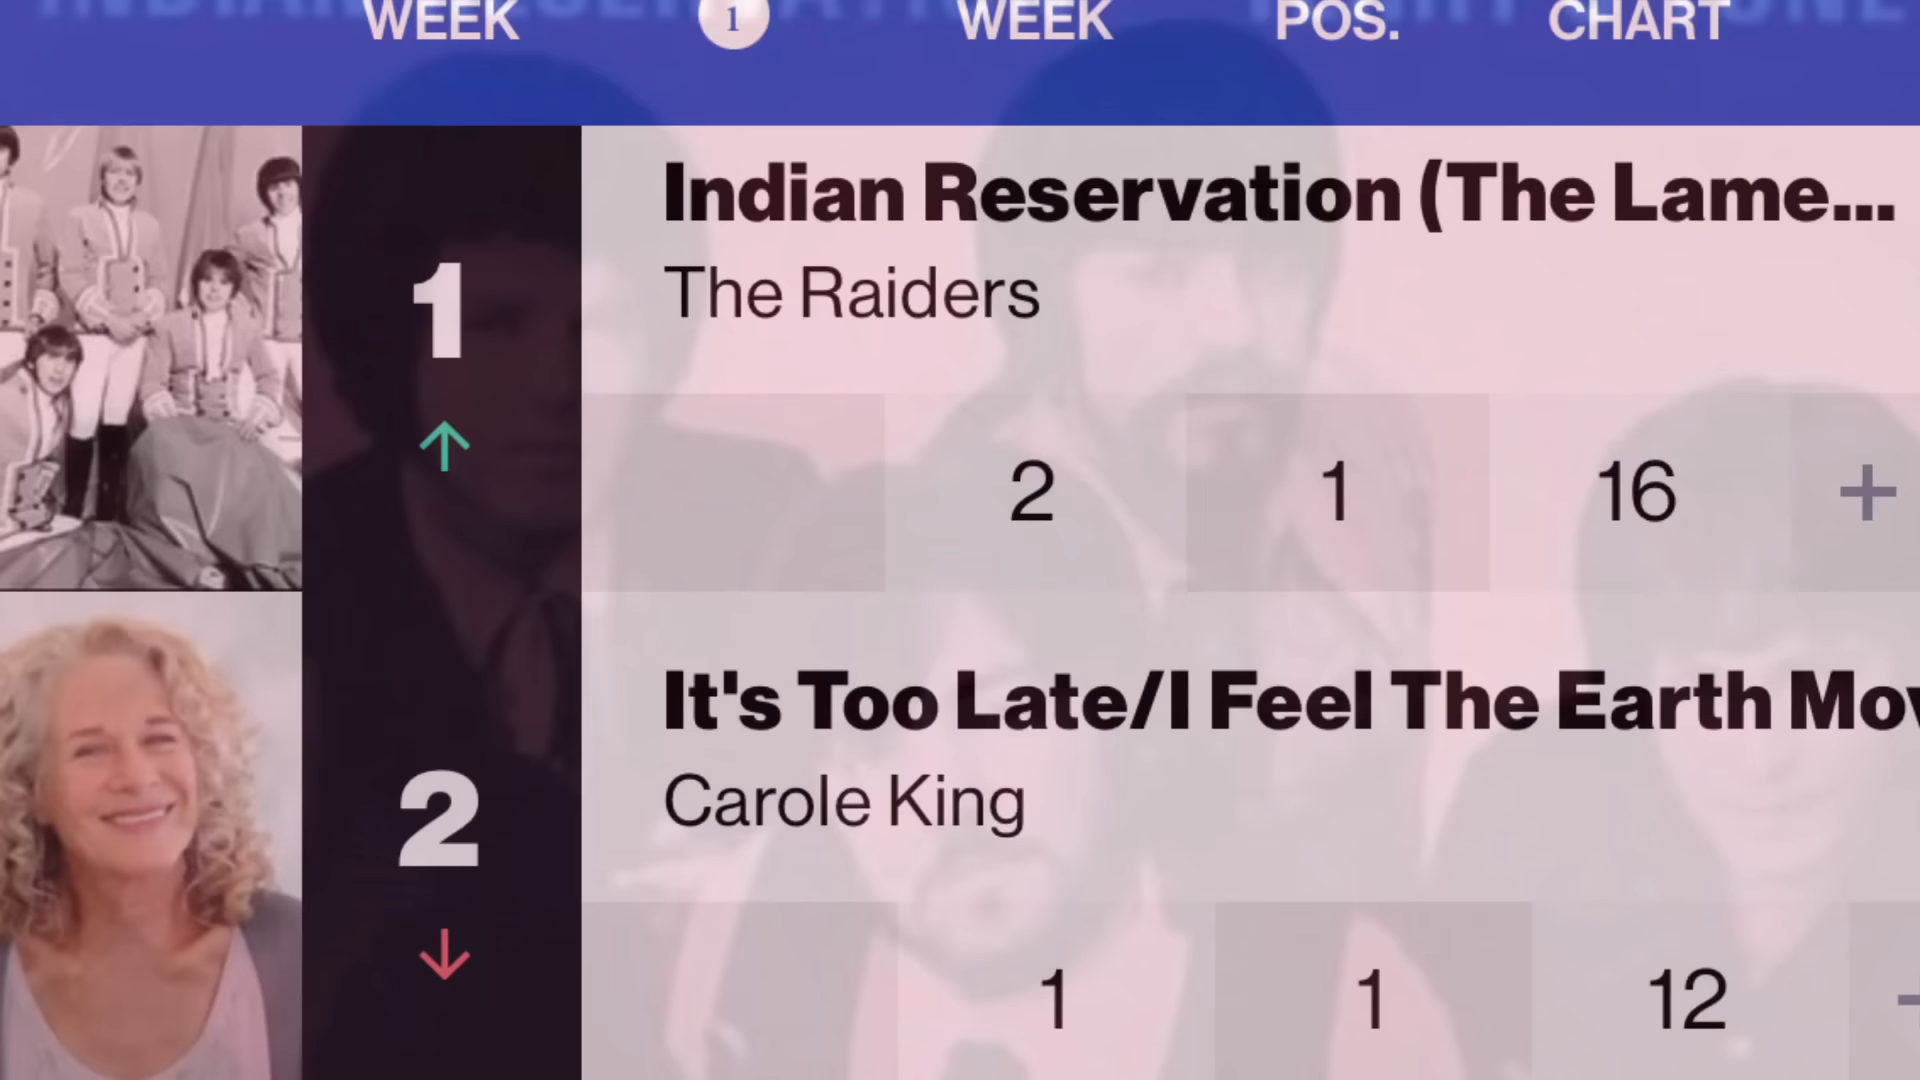 WEEK 1 WEEK POS. CHART
Indian Reservation (The Lame...
The Raiders
1
2 1 16 +
It's Too Late/I Feel The Earth Mov
Carole King
2
1 1 12